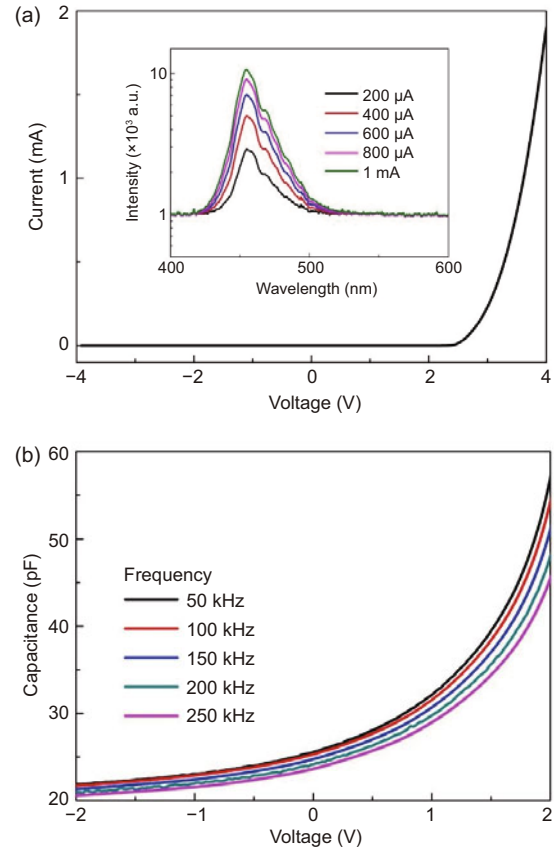 (a)
2
1
0
Current (mA)
−4
−2
0
2
4
Voltage (V)
10
1
Intensity (×10³ a.u.)
400
500
600
Wavelength (nm)
200 µA
400 µA
600 µA
800 µA
1 mA
(b)
60
50
40
30
20
Capacitance (pF)
Frequency
50 kHz
100 kHz
150 kHz
200 kHz
250 kHz
−2
−1
0
1
2
Voltage (V)